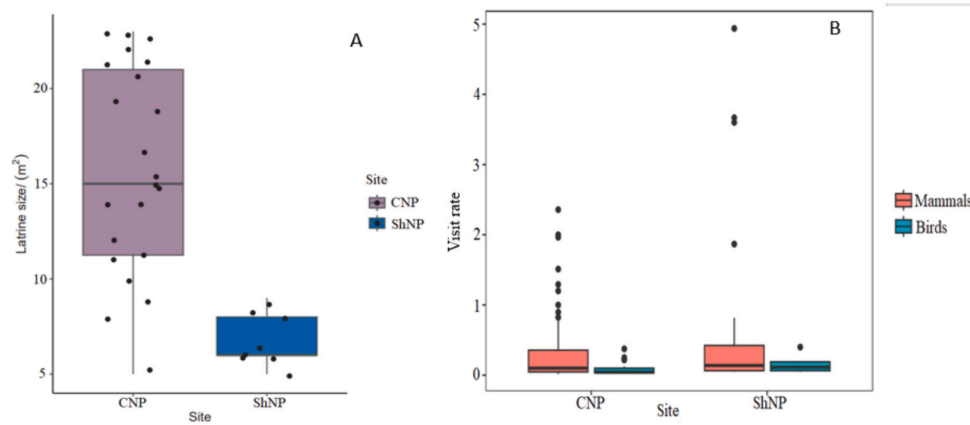 A
Latrine size/ (m²)
20
15
10
5
CNP
ShNP
Site
Site
CNP
ShNP
B
Visit rate
5
4
3
2
1
0
CNP
ShNP
Site
Mammals
Birds